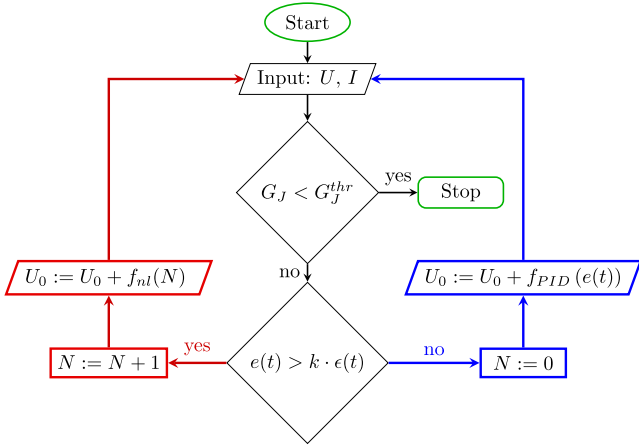 Start
Input: U, I
G_J < G_J^{thr}
yes
Stop
no
U_0 := U_0 + f_{nl}(N)
U_0 := U_0 + f_{PID} (e(t))
yes
no
N := N + 1
e(t) > k · ϵ(t)
N := 0